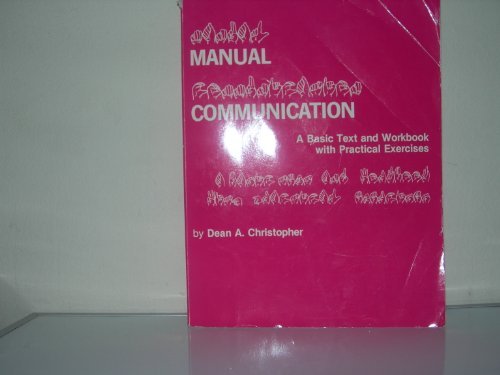 MANUAL
COMMUNICATION
A Basic Text and Workbook
with Practical Exercises
by Dean A. Christopher